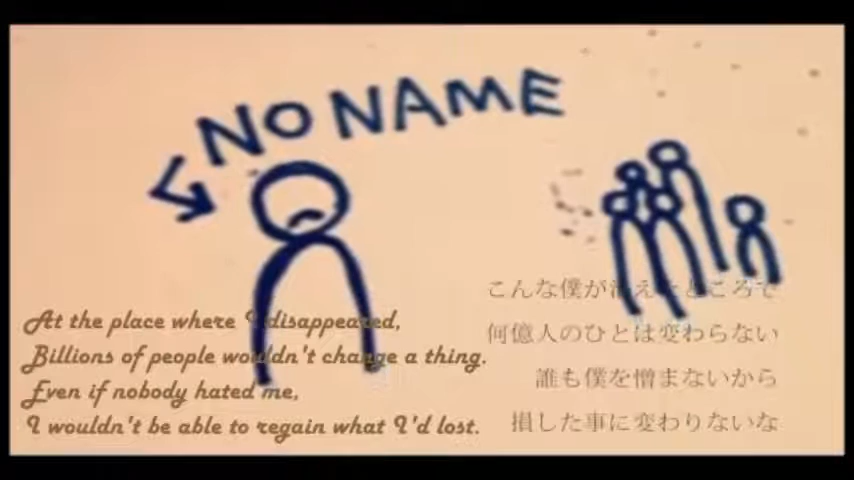 NO NAME
At the place where I disappeared,
Billions of people wouldn't change a thing.
Even if nobody hated me,
I wouldn't be able to regain what I'd lost.
こんな僕が消えたところで
何億人のひとは変わらない
誰も僕を憎まないから
損した事に変わりないな